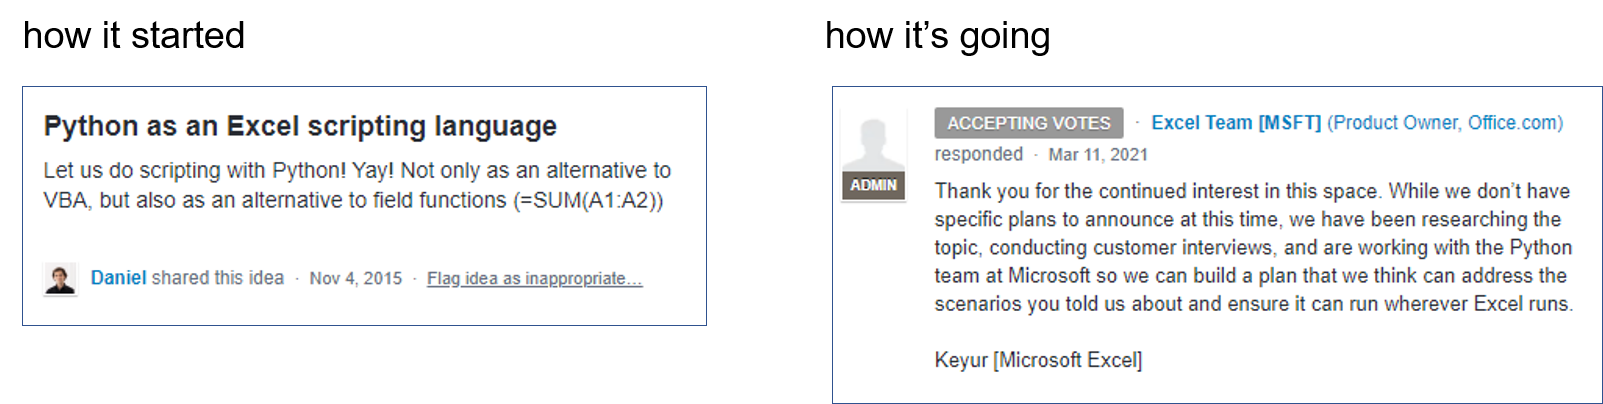 how it started
Python as an Excel scripting language
Let us do scripting with Python! Yay! Not only as an alternative to
VBA, but also as an alternative to field functions (=SUM(A1:A2))
Daniel shared this idea · Nov 4, 2015 · Flag idea as inappropriate…
how it’s going
ACCEPTING VOTES · Excel Team [MSFT] (Product Owner, Office.com)
responded · Mar 11, 2021
ADMIN
Thank you for the continued interest in this space. While we don’t have
specific plans to announce at this time, we have been researching the
topic, conducting customer interviews, and are working with the Python
team at Microsoft so we can build a plan that we think can address the
scenarios you told us about and ensure it can run wherever Excel runs.
Keyur [Microsoft Excel]